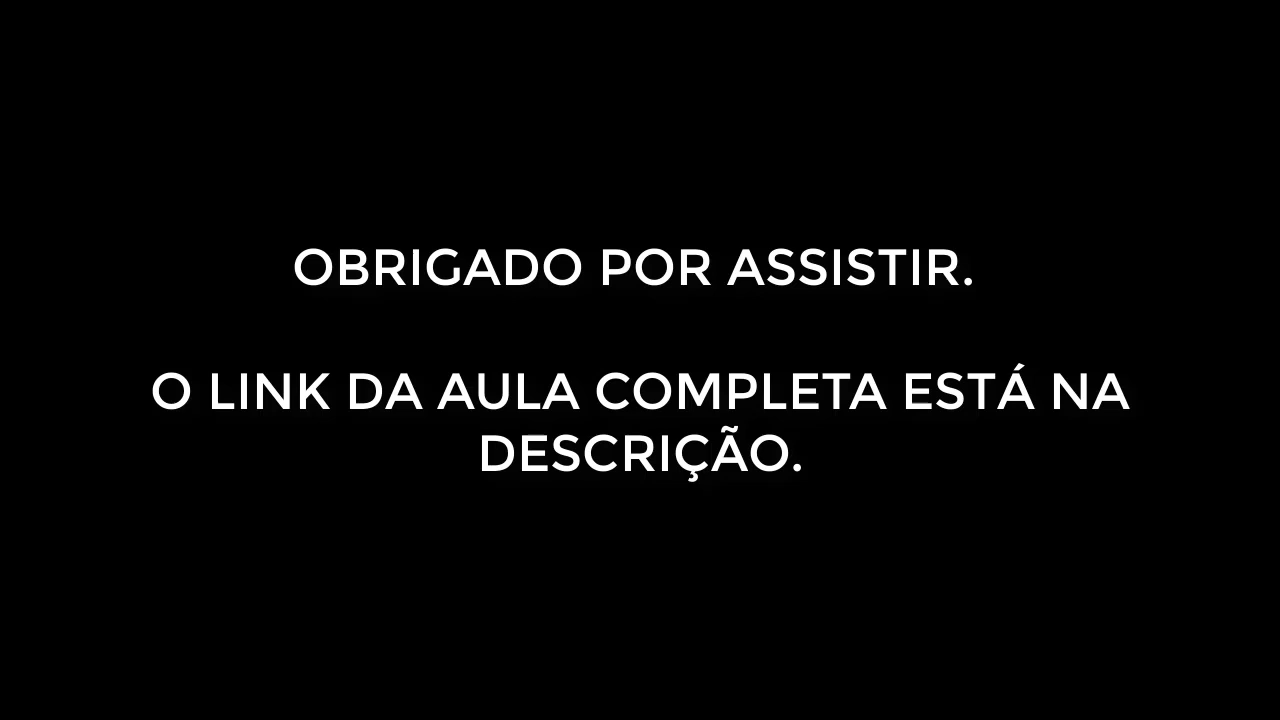 OBRIGADO POR ASSISTIR.
O LINK DA AULA COMPLETA ESTÁ NA
DESCRIÇÃO.